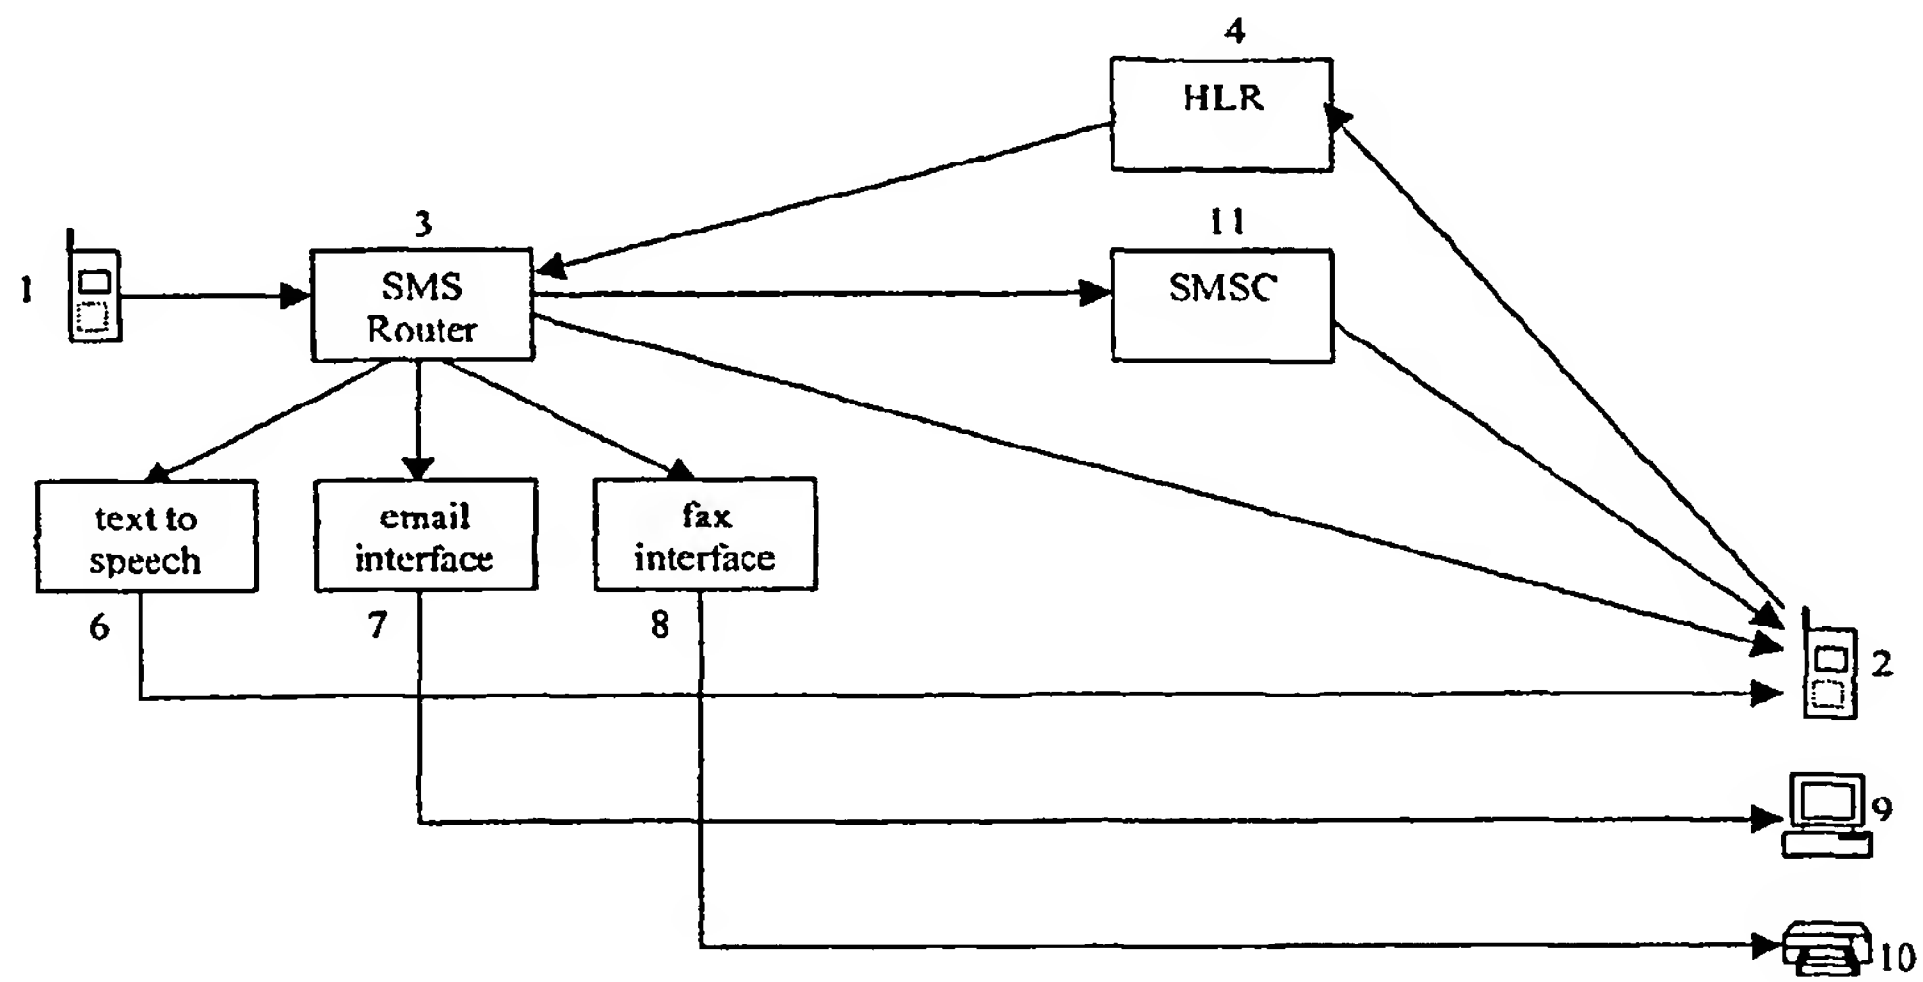 4
HLR
3
11
1
SMS
Router
SMSC
text to
speech
email
interface
fax
interface
6
7
8
2
9
10